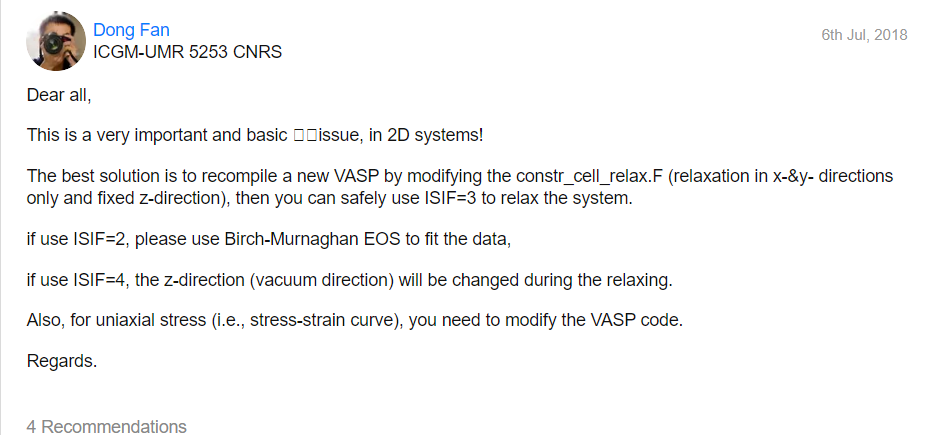 Dong Fan
ICGM-UMR 5253 CNRS
6th Jul, 2018
Dear all,
This is a very important and basic □□issue, in 2D systems!
The best solution is to recompile a new VASP by modifying the constr_cell_relax.F (relaxation in x-&y- directions
only and fixed z-direction), then you can safely use ISIF=3 to relax the system.
if use ISIF=2, please use Birch-Murnaghan EOS to fit the data,
if use ISIF=4, the z-direction (vacuum direction) will be changed during the relaxing.
Also, for uniaxial stress (i.e., stress-strain curve), you need to modify the VASP code.
Regards.
4 Recommendations